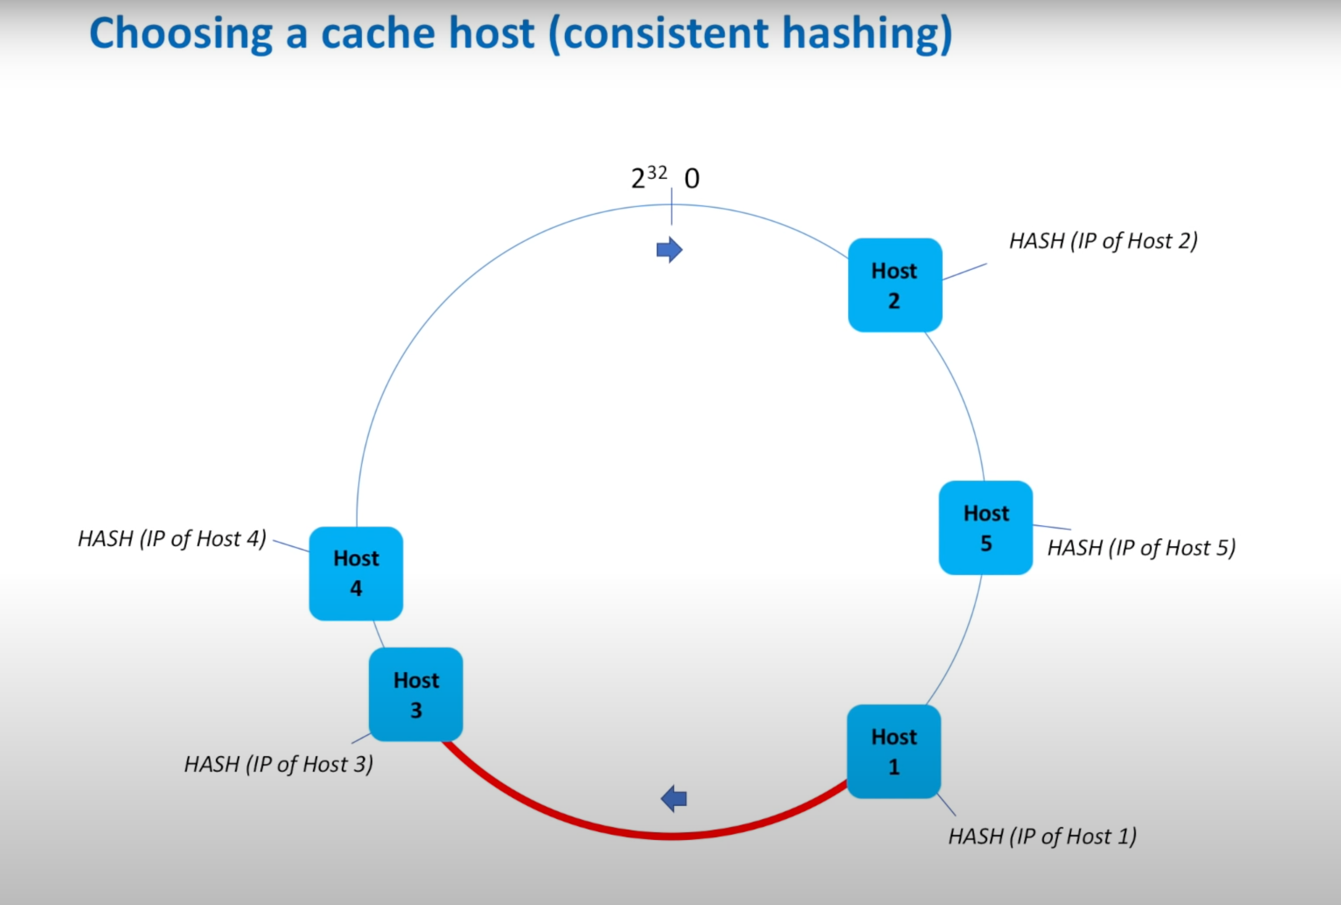 Choosing a cache host (consistent hashing)
2³² 0
HASH (IP of Host 2)
Host
2
Host
5
HASH (IP of Host 5)
HASH (IP of Host 4)
Host
4
Host
3
HASH (IP of Host 3)
Host
1
HASH (IP of Host 1)